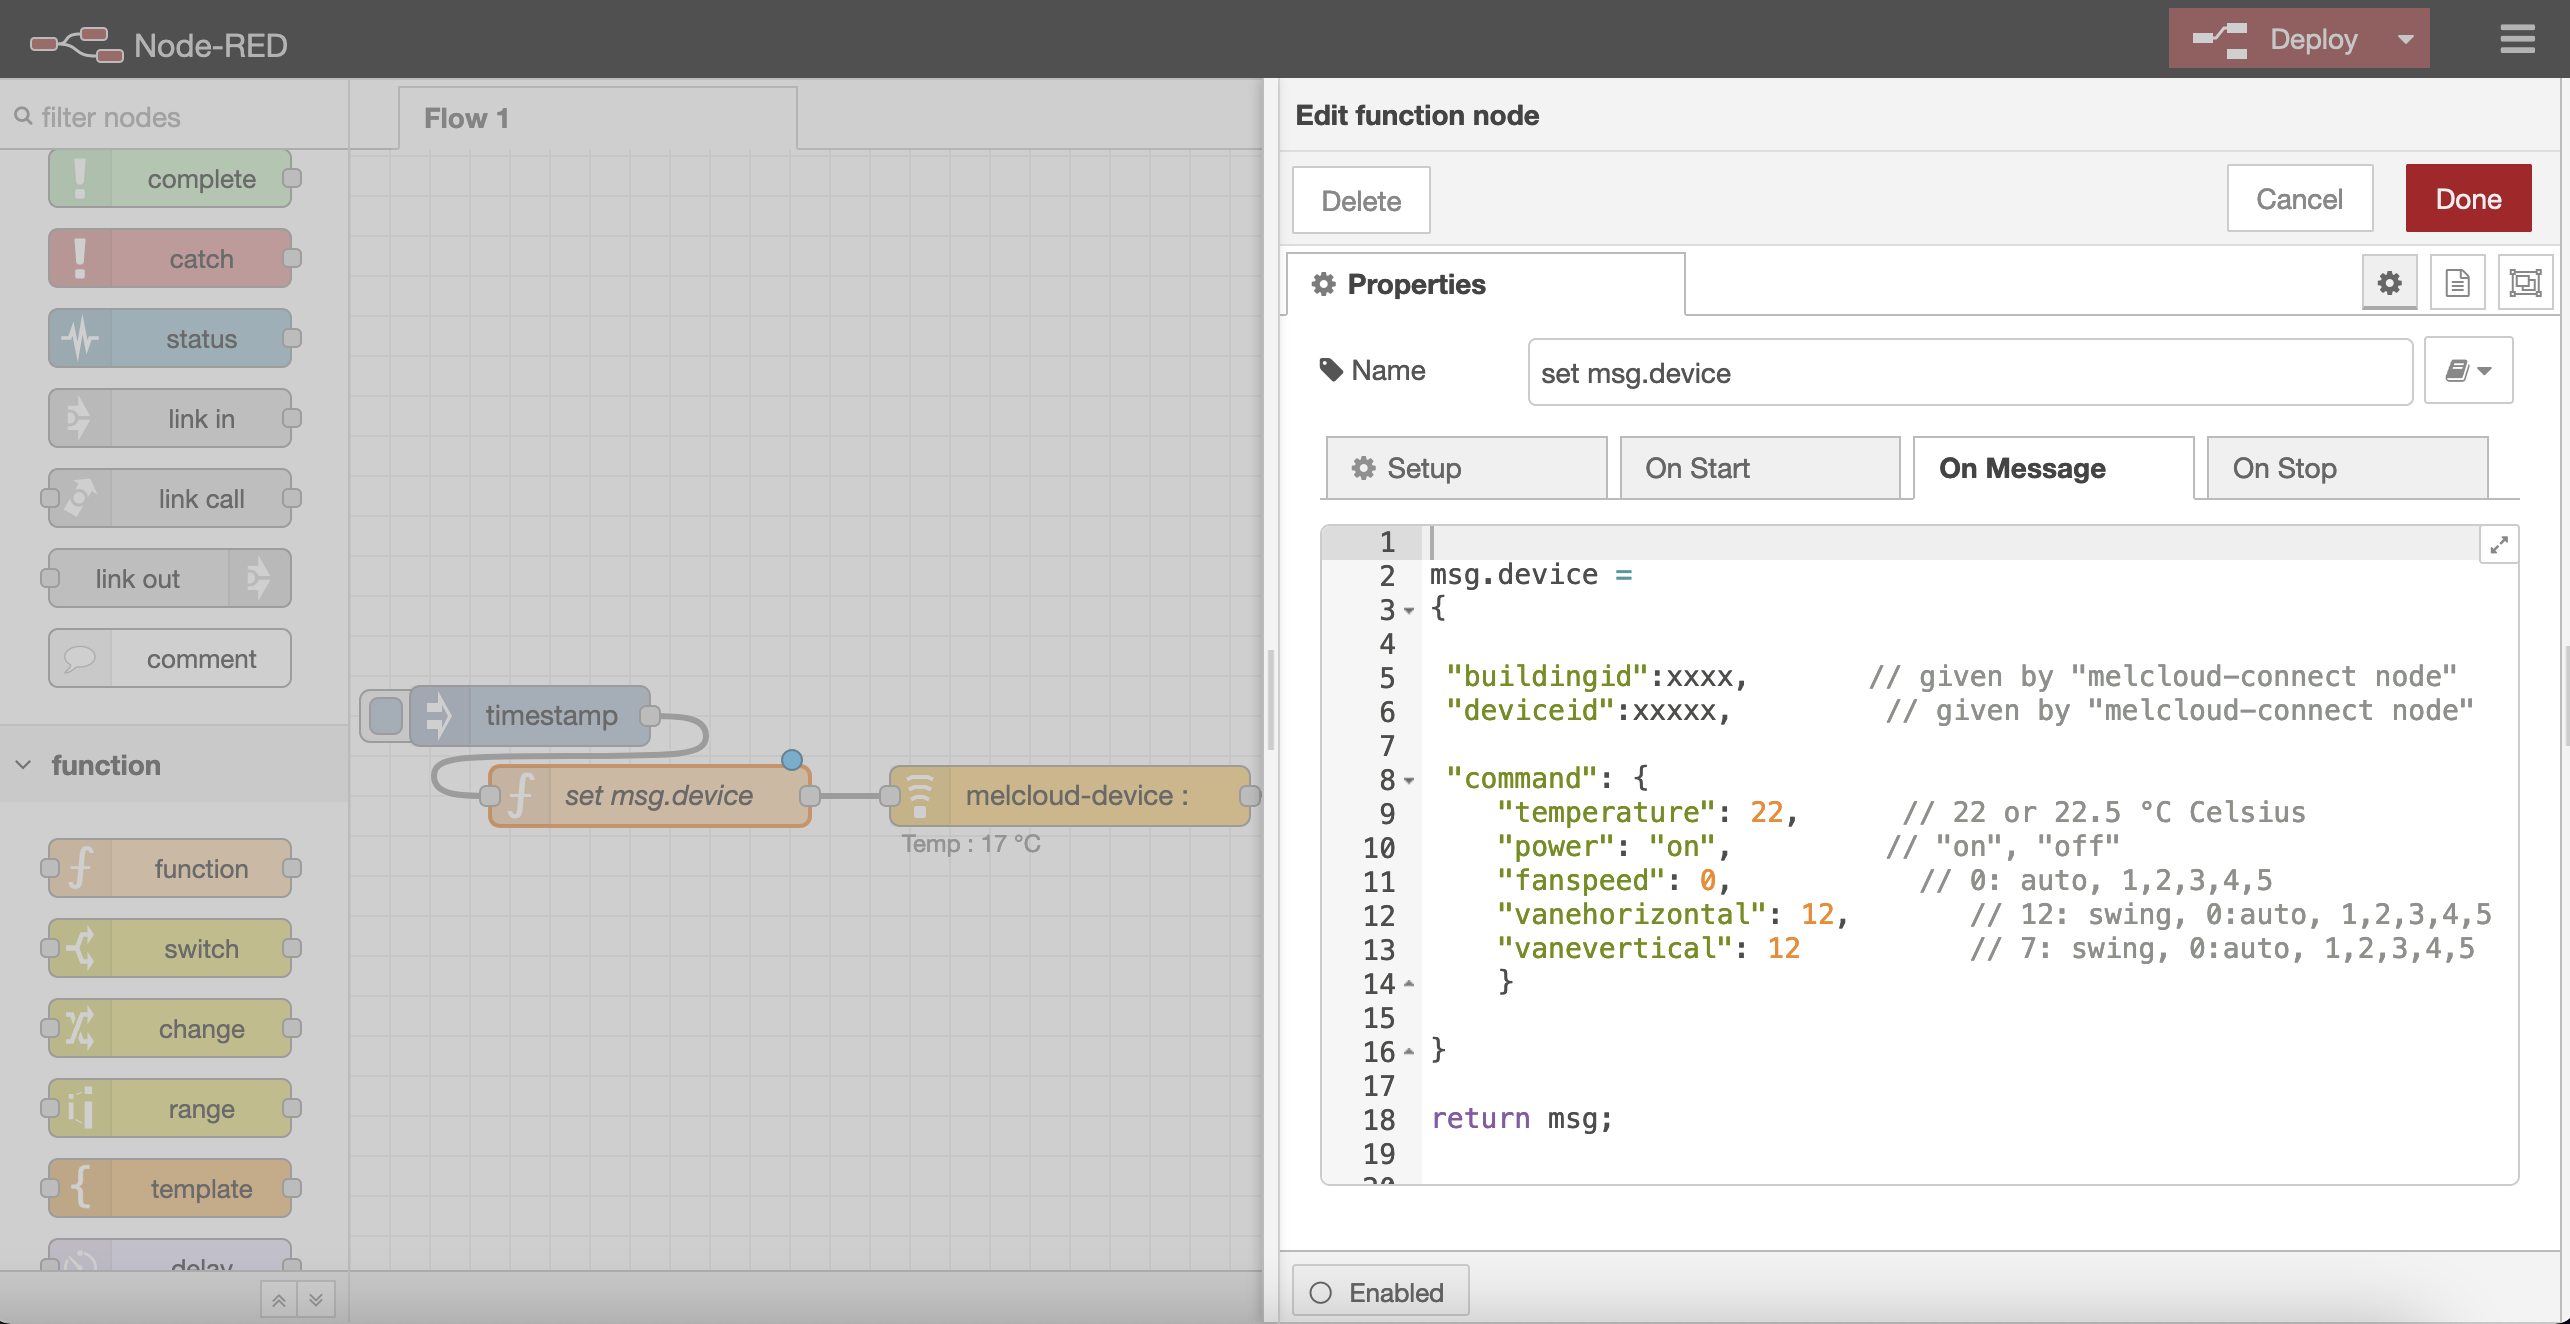 Node-RED
Deploy
filter nodes
Flow 1
complete
catch
status
link in
link call
link out
comment
function
function
switch
change
range
template
delay
timestamp
set msg.device
melcloud-device :
Temp : 17 °C
Edit function node
Delete
Cancel
Done
Properties
Name
set msg.device
Setup
On Start
On Message
On Stop
1
2 msg.device =
3 {
4
5 "buildingid":xxxx, // given by "melcloud-connect node"
6 "deviceid":xxxxx, // given by "melcloud-connect node"
7
8 "command": {
9 "temperature": 22, // 22 or 22.5 °C Celsius
10 "power": "on", // "on", "off"
11 "fanspeed": 0, // 0: auto, 1,2,3,4,5
12 "vanehorizontal": 12, // 12: swing, 0:auto, 1,2,3,4,5
13 "vanevertical": 12 // 7: swing, 0:auto, 1,2,3,4,5
14 }
15
16 }
17
18 return msg;
19
20
Enabled